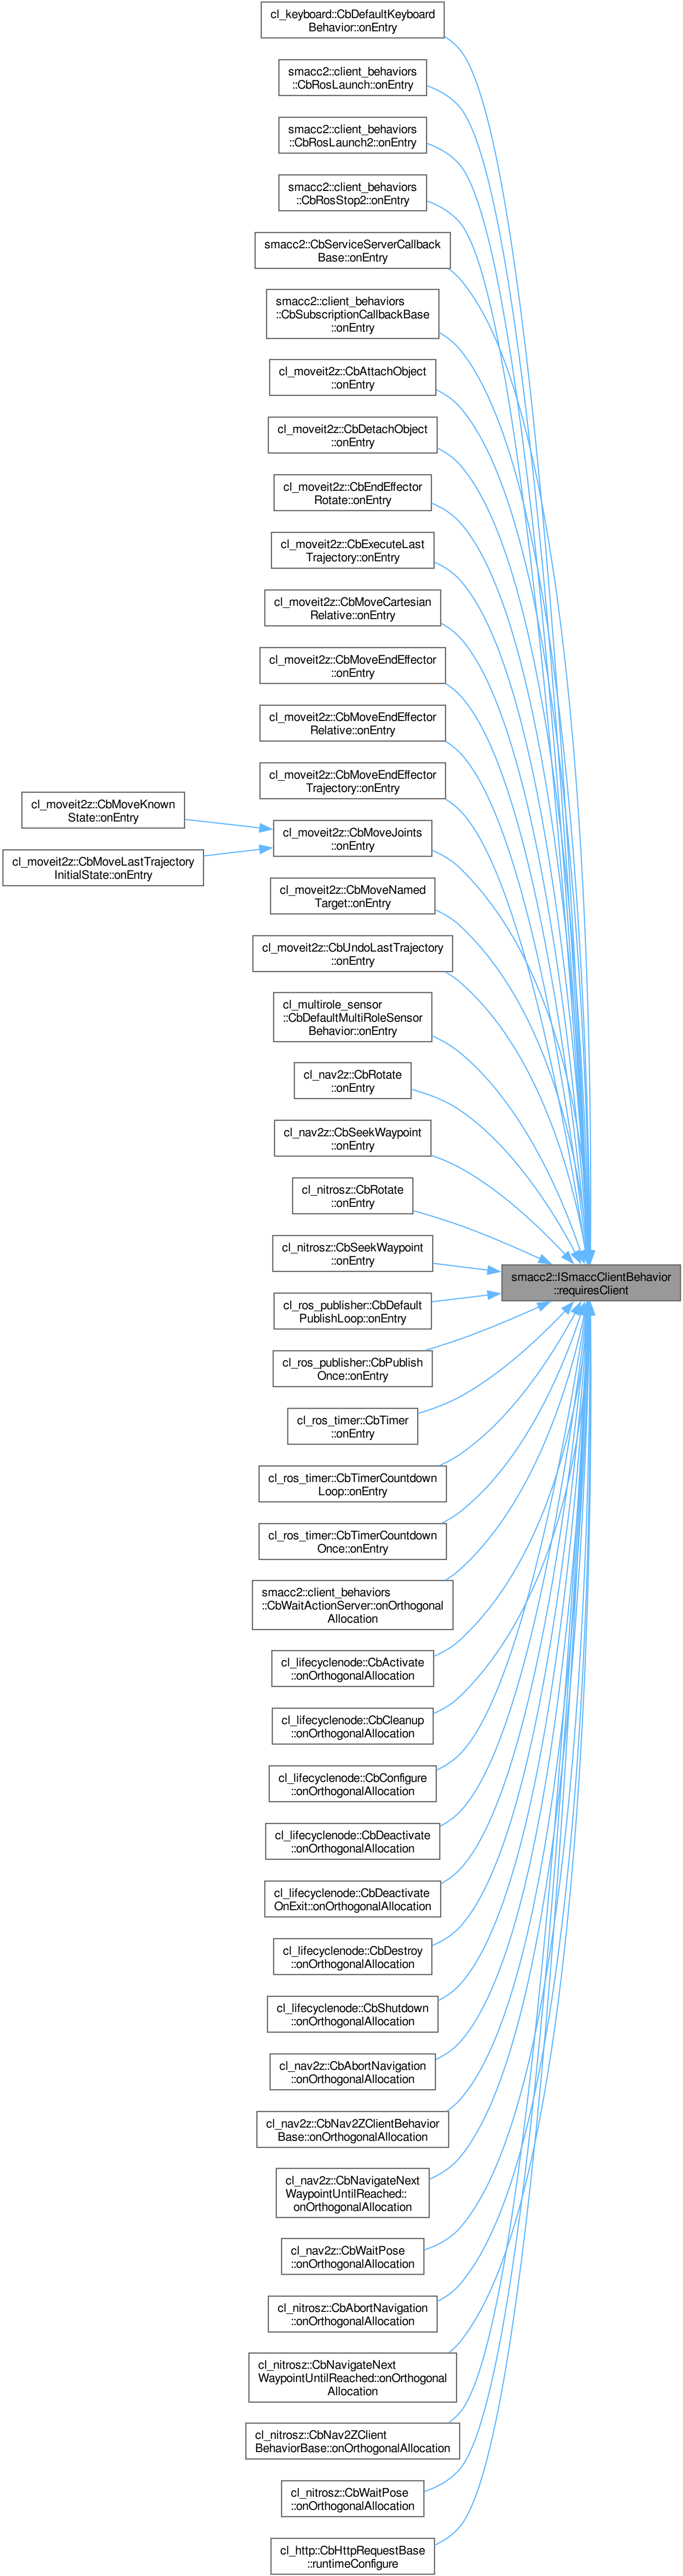 cl_keyboard::CbDefaultKeyboard
Behavior::onEntry
smacc2::client_behaviors
::CbRosLaunch::onEntry
smacc2::client_behaviors
::CbRosLaunch2::onEntry
smacc2::client_behaviors
::CbRosStop2::onEntry
smacc2::CbServiceServerCallback
Base::onEntry
smacc2::client_behaviors
::CbSubscriptionCallbackBase
::onEntry
cl_moveit2z::CbAttachObject
::onEntry
cl_moveit2z::CbDetachObject
::onEntry
cl_moveit2z::CbEndEffector
Rotate::onEntry
cl_moveit2z::CbExecuteLast
Trajectory::onEntry
cl_moveit2z::CbMoveCartesian
Relative::onEntry
cl_moveit2z::CbMoveEndEffector
::onEntry
cl_moveit2z::CbMoveEndEffector
Relative::onEntry
cl_moveit2z::CbMoveEndEffector
Trajectory::onEntry
cl_moveit2z::CbMoveKnown
State::onEntry
cl_moveit2z::CbMoveLastTrajectory
InitialState::onEntry
cl_moveit2z::CbMoveJoints
::onEntry
cl_moveit2z::CbMoveNamed
Target::onEntry
cl_moveit2z::CbUndoLastTrajectory
::onEntry
cl_multirole_sensor
::CbDefaultMultiRoleSensor
Behavior::onEntry
cl_nav2z::CbRotate
::onEntry
cl_nav2z::CbSeekWaypoint
::onEntry
cl_nitrosz::CbRotate
::onEntry
cl_nitrosz::CbSeekWaypoint
::onEntry
smacc2::ISmaccClientBehavior
::requiresClient
cl_ros_publisher::CbDefault
PublishLoop::onEntry
cl_ros_publisher::CbPublish
Once::onEntry
cl_ros_timer::CbTimer
::onEntry
cl_ros_timer::CbTimerCountdown
Loop::onEntry
cl_ros_timer::CbTimerCountdown
Once::onEntry
smacc2::client_behaviors
::CbWaitActionServer::onOrthogonal
Allocation
cl_lifecyclenode::CbActivate
::onOrthogonalAllocation
cl_lifecyclenode::CbCleanup
::onOrthogonalAllocation
cl_lifecyclenode::CbConfigure
::onOrthogonalAllocation
cl_lifecyclenode::CbDeactivate
::onOrthogonalAllocation
cl_lifecyclenode::CbDeactivate
OnExit::onOrthogonalAllocation
cl_lifecyclenode::CbDestroy
::onOrthogonalAllocation
cl_lifecyclenode::CbShutdown
::onOrthogonalAllocation
cl_nav2z::CbAbortNavigation
::onOrthogonalAllocation
cl_nav2z::CbNav2ZClientBehavior
Base::onOrthogonalAllocation
cl_nav2z::CbNavigateNext
WaypointUntilReached::
onOrthogonalAllocation
cl_nav2z::CbWaitPose
::onOrthogonalAllocation
cl_nitrosz::CbAbortNavigation
::onOrthogonalAllocation
cl_nitrosz::CbNavigateNext
WaypointUntilReached::onOrthogonal
Allocation
cl_nitrosz::CbNav2ZClient
BehaviorBase::onOrthogonalAllocation
cl_nitrosz::CbWaitPose
::onOrthogonalAllocation
cl_http::CbHttpRequestBase
::runtimeConfigure